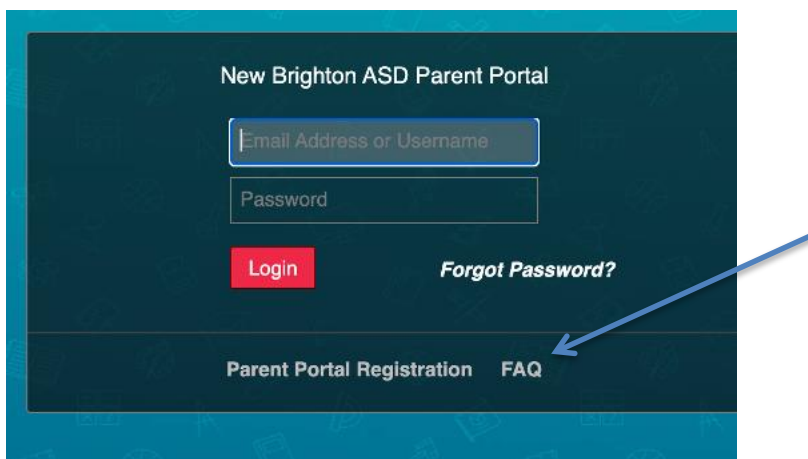 New Brighton ASD Parent Portal
Email Address or Username
Password
Login Forgot Password?
Parent Portal Registration FAQ